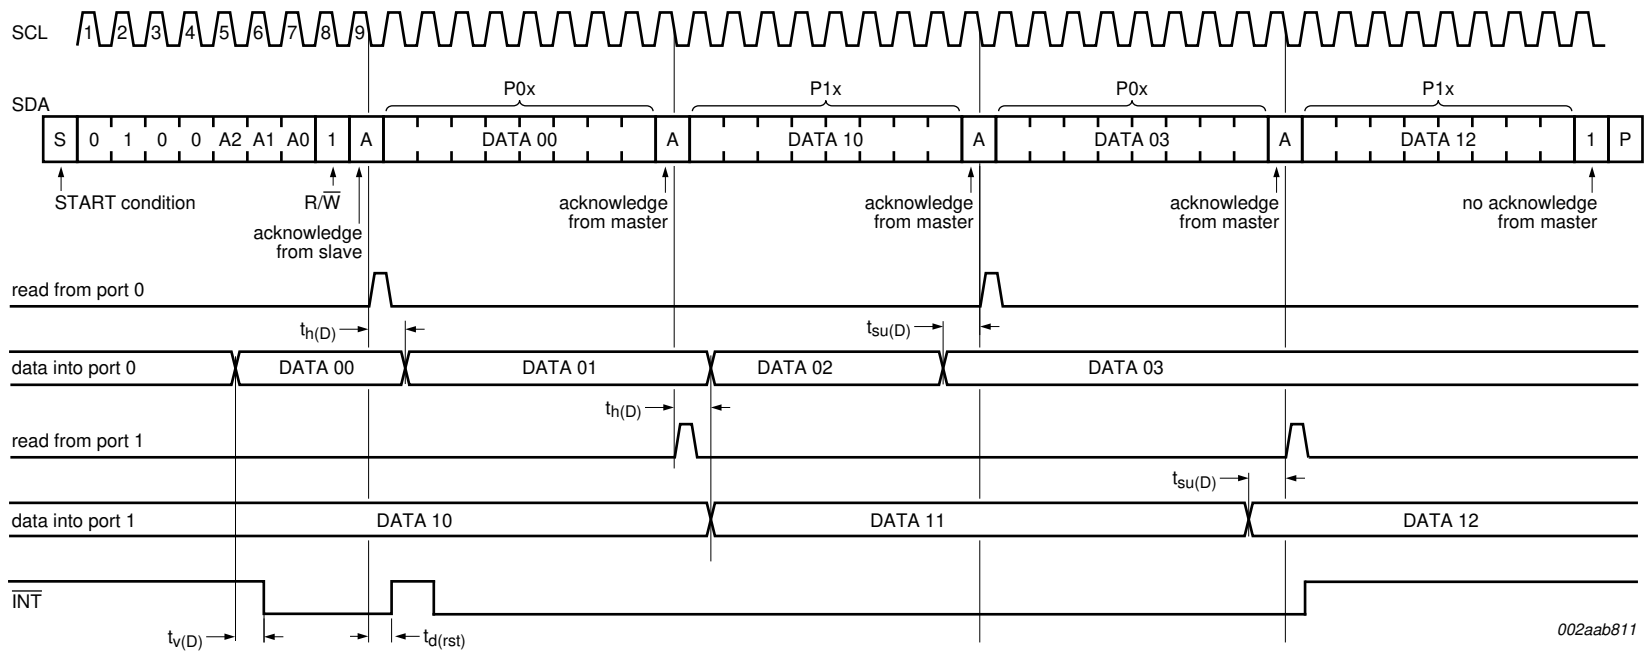 SCL 1 2 3 4 5 6 7 8 9
P0x P1x P0x P1x
SDA
S 0 1 0 0 A2 A1 A0 1 A DATA 00 A DATA 10 A DATA 03 A DATA 12 1 P
START condition R/W̅ acknowledge acknowledge acknowledge no acknowledge
from master from master from master from master
acknowledge
from slave
read from port 0
th(D) tsu(D)
data into port 0 DATA 00 DATA 01 DATA 02 DATA 03
th(D)
read from port 1
tsu(D)
data into port 1 DATA 10 DATA 11 DATA 12
I̅N̅T̅
tv(D) td(rst) 002aab811